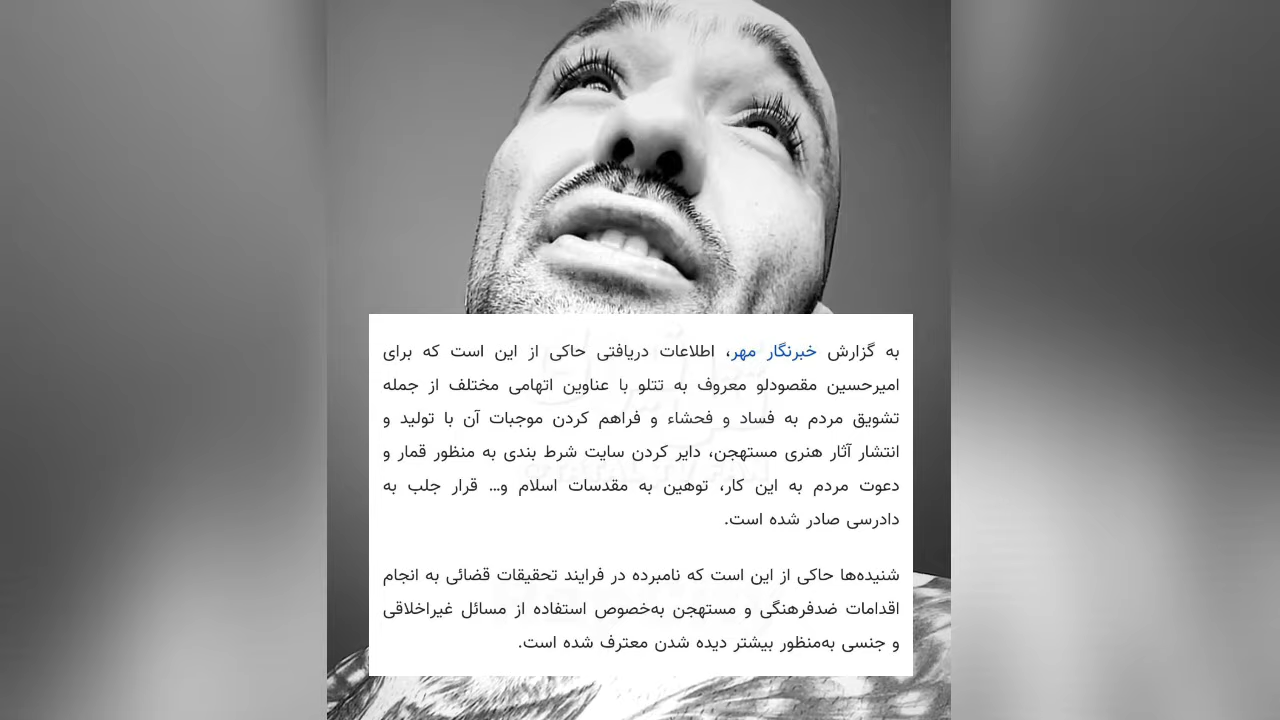 به گزارش خبرنگار مهر، اطلاعات دریافتی حاکی از این است که برای
امیرحسین مقصودلو معروف به تتلو با عناوین اتهامی مختلف از جمله
تشویق مردم به فساد و فحشاء و فراهم کردن موجبات آن با تولید و
انتشار آثار هنری مستهجن، دایر کردن سایت شرط بندی به منظور قمار و
دعوت مردم به این کار، توهین به مقدسات اسلام و... قرار جلب به
دادرسی صادر شده است.
شنیده‌ها حاکی از این است که نامبرده در فرایند تحقیقات قضائی به انجام
اقدامات ضدفرهنگی و مستهجن به‌خصوص استفاده از مسائل غیراخلاقی
و جنسی به‌منظور بیشتر دیده شدن معترف شده است.